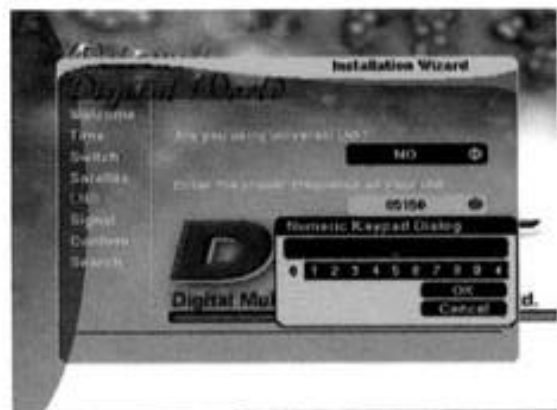 Digital World
Installation Wizard
Welcome
Time
Switch
Satellite
LNB
Signal
Confirm
Search
Are you using universal LNB?
NO
Enter the proper frequency of your LNB
05150
Numeric Keypad Dialog
0 1 2 3 4 5 6 7 8 9
OK
Cancel
D
Digital Mul
d.